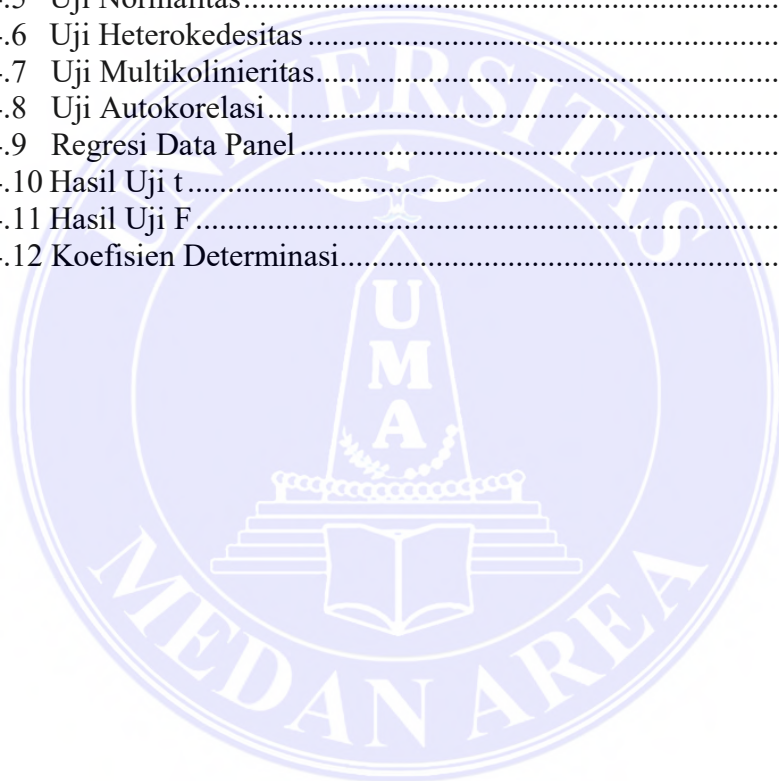 .5 Uji Normalitas..............................................................
.6 Uji Heterokedesitas......................................................
.7 Uji Multikolinieritas.....................................................
.8 Uji Autokorelasi...........................................................
.9 Regresi Data Panel.......................................................
.10 Hasil Uji t.....................................................................
.11 Hasil Uji F....................................................................
.12 Koefisien Determinasi..................................................
UNIVERSITAS
UMA
MEDAN AREA